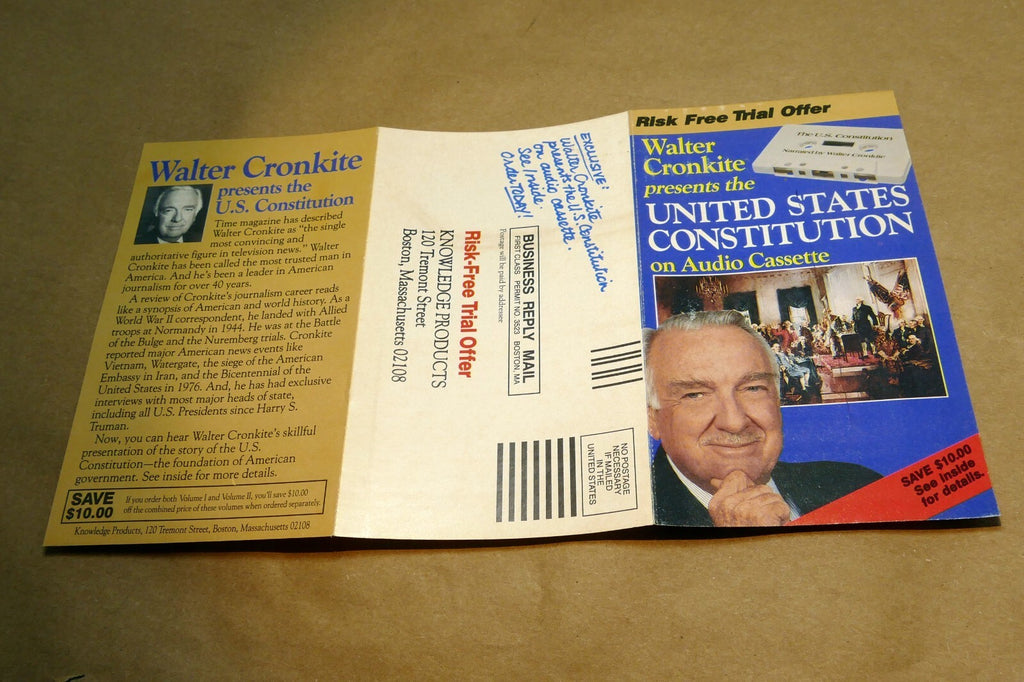 Walter Cronkite
presents the
U.S. Constitution
Time magazine has described
Walter Cronkite as "the single
most convincing and
authoritative figure in television news." Walter
Cronkite has been called the most trusted man in
America. And he's been a leader in American
journalism for over 40 years.
A review of Cronkite's journalism career reads
like a synopsis of American and world history. As a
World War II correspondent, he landed with Allied
troops at Normandy in 1944. He was at the Battle
of the Bulge and the Nuremberg trials. Cronkite
reported major American news events like
Vietnam, Watergate, the siege of the American
Embassy in Iran, and the Bicentennial of the
United States in 1976. And, he has had exclusive
interviews with most major heads of state,
including all U.S. Presidents since Harry S.
Truman.
Now, you can hear Walter Cronkite's skillful
presentation of the story of the U.S.
Constitution—the foundation of American
government. See inside for more details.
SAVE
$10.00
If you order both Volume I and Volume II, you'll save $10.00
off the combined price of these volumes when ordered separately.
Knowledge Products, 120 Tremont Street, Boston, Massachusetts 02108
EXCLUSIVE:
Walter Cronkite
presents the U.S. Constitution
on audio cassette.
See inside.
Order TODAY!
BUSINESS REPLY MAIL
FIRST CLASS PERMIT NO. 3523 BOSTON, MA
Postage will be paid by addressee
Risk-Free Trial Offer
KNOWLEDGE PRODUCTS
120 Tremont Street
Boston, Massachusetts 02108
NO POSTAGE
NECESSARY
IF MAILED
IN THE
UNITED STATES
Risk Free Trial Offer
Walter
Cronkite
presents the
UNITED STATES
CONSTITUTION
on Audio Cassette
The U.S. Constitution
Narrated by Walter Cronkite
SAVE $10.00
See inside
for details.